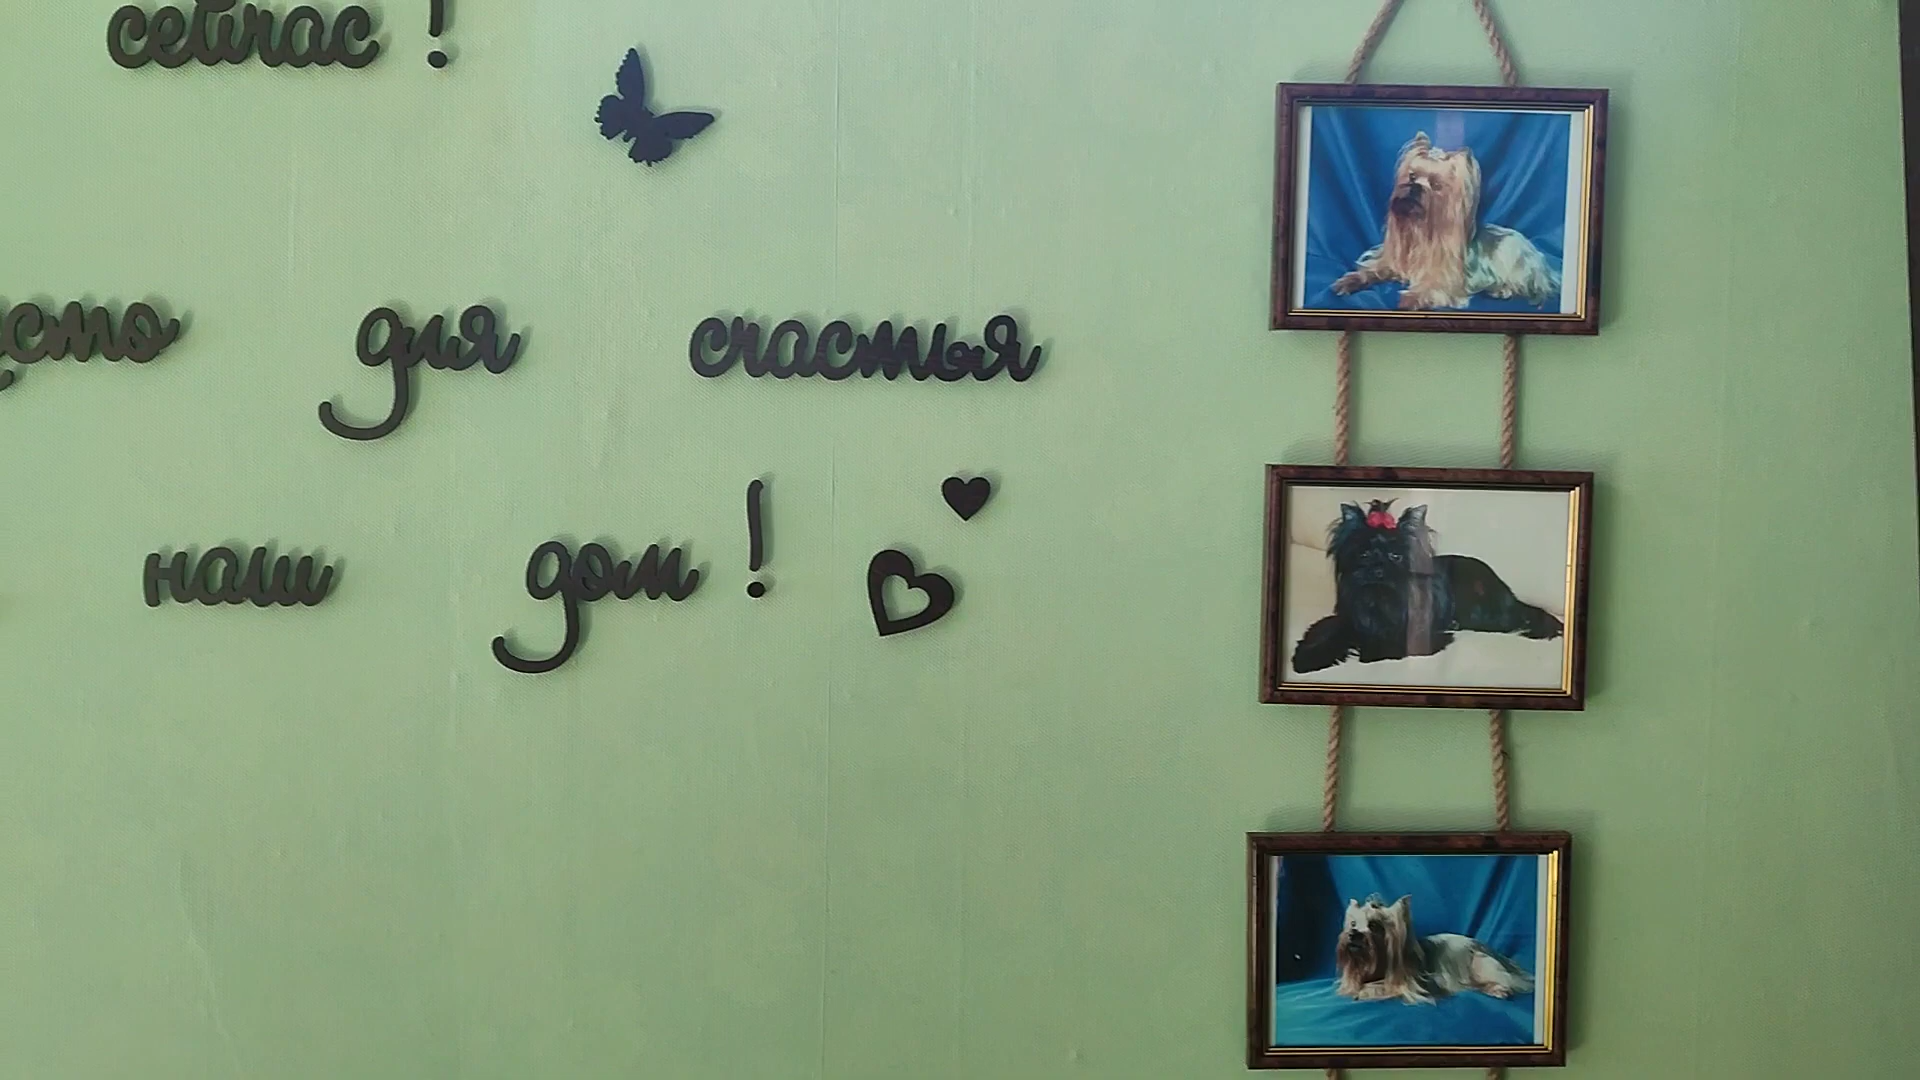 сейчас !
для счастья
наш дом !